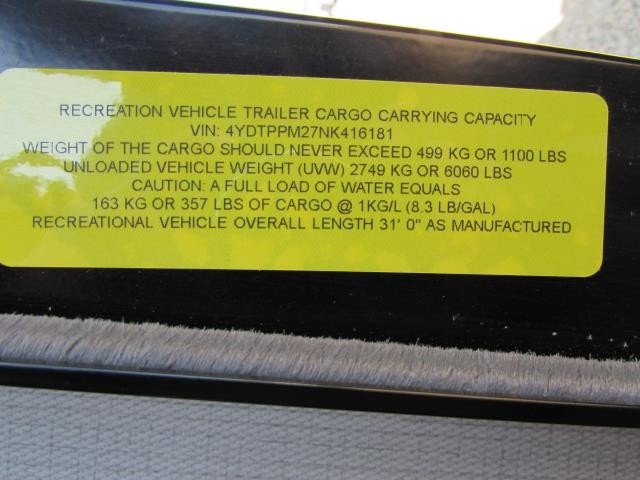 RECREATION VEHICLE TRAILER CARGO CARRYING CAPACITY
VIN: 4YDTPPM27NK416181
WEIGHT OF THE CARGO SHOULD NEVER EXCEED 499 KG OR 1100 LBS
UNLOADED VEHICLE WEIGHT (UVW) 2749 KG OR 6060 LBS
CAUTION: A FULL LOAD OF WATER EQUALS
163 KG OR 357 LBS OF CARGO @ 1KG/L (8.3 LB/GAL)
RECREATIONAL VEHICLE OVERALL LENGTH 31' 0" AS MANUFACTURED